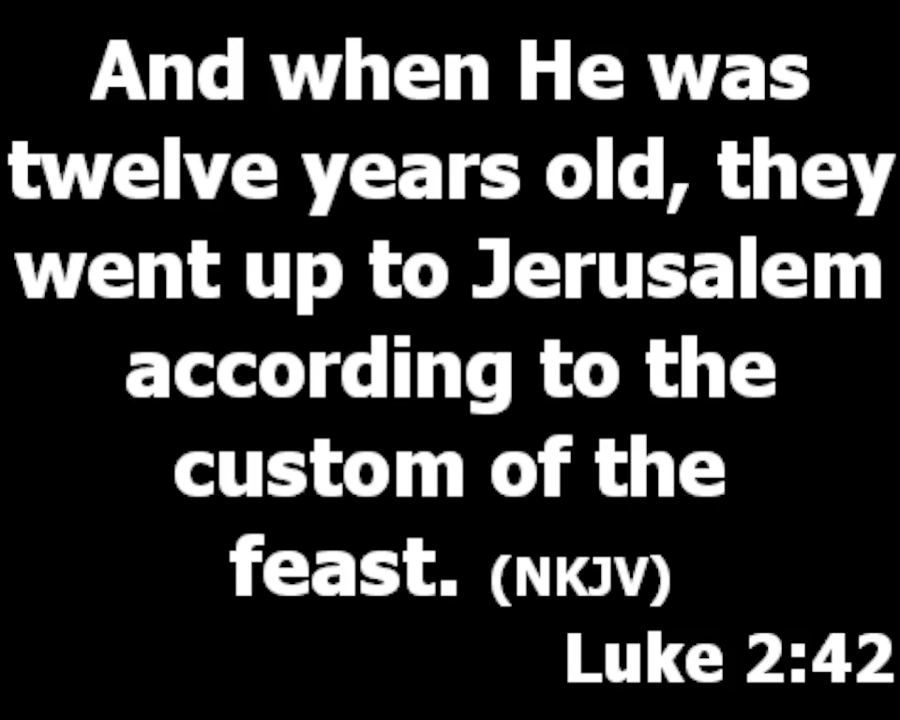 And when He was
twelve years old, they
went up to Jerusalem
according to the
custom of the
feast. (NKJV)
Luke 2:42